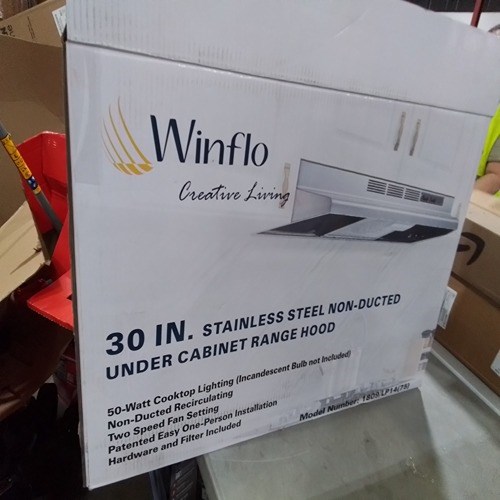 Winflo
Creative Living
30 IN. STAINLESS STEEL NON-DUCTED
UNDER CABINET RANGE HOOD
50-Watt Cooktop Lighting (Incandescent Bulb not Included)
Non-Ducted Recirculating
Two Speed Fan Setting
Patented Easy One-Person Installation
Hardware and Filter Included
Model Number: